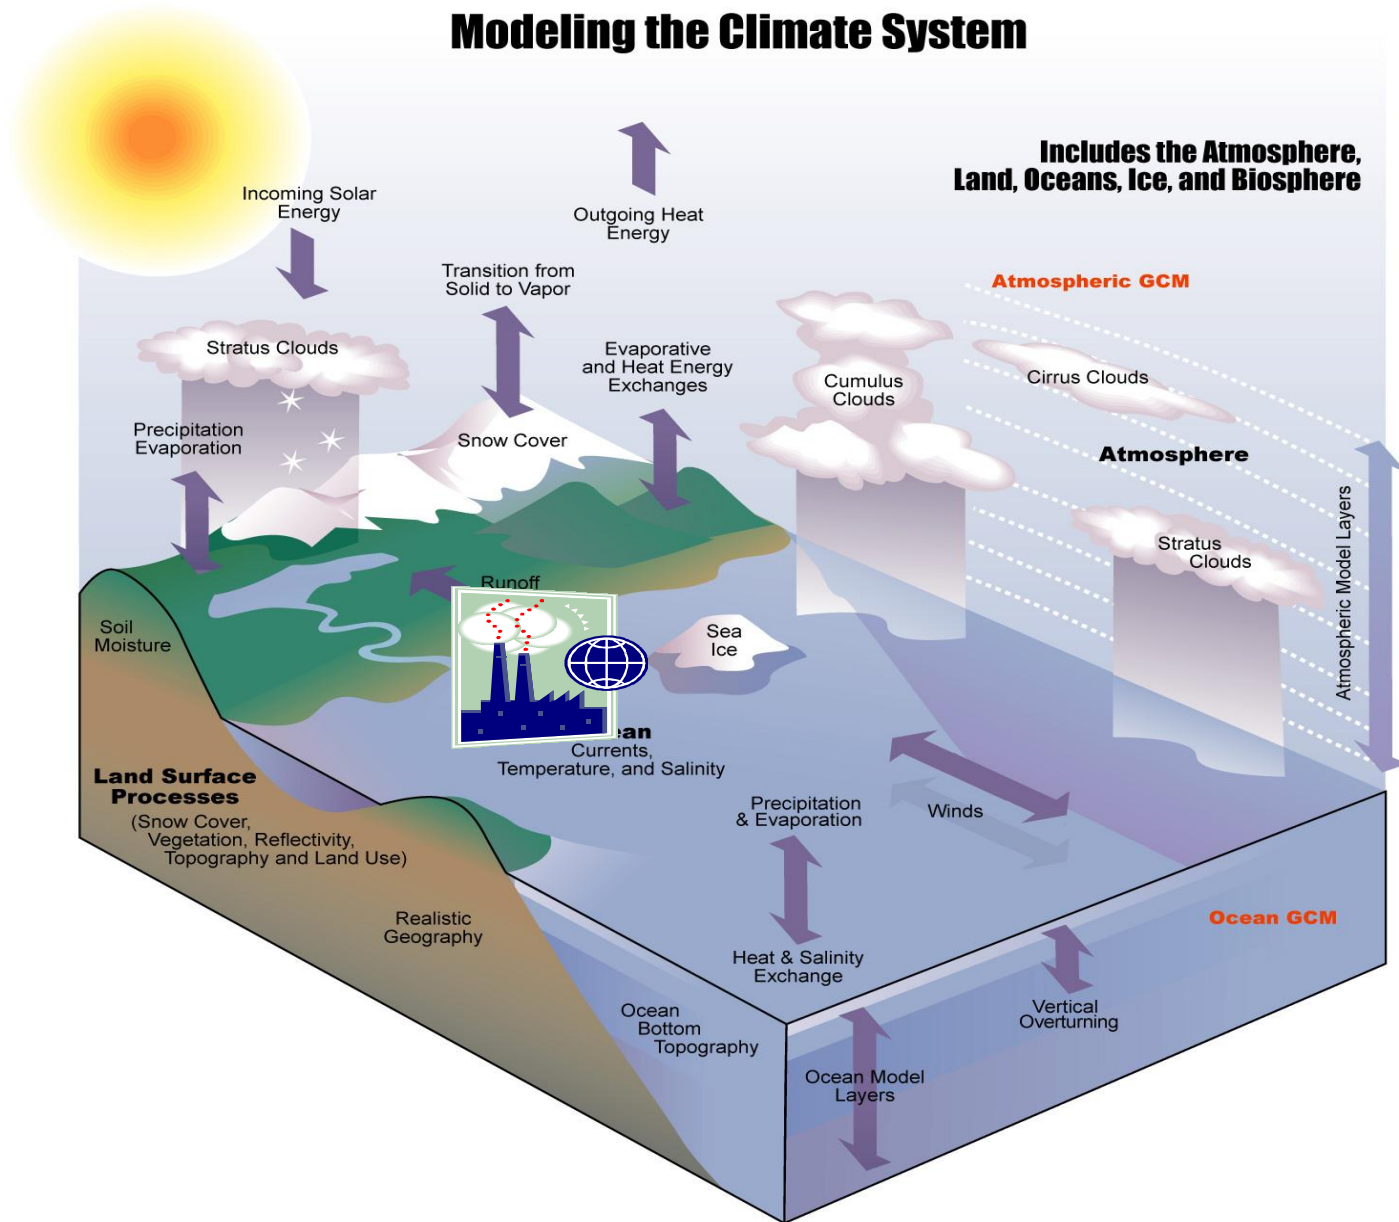 Modeling the Climate System
Includes the Atmosphere,
Land, Oceans, Ice, and Biosphere
Incoming Solar
Energy
Outgoing Heat
Energy
Transition from
Solid to Vapor
Atmospheric GCM
Stratus Clouds
Evaporative
and Heat Energy
Exchanges
Cumulus
Clouds
Cirrus Clouds
Precipitation
Evaporation
Snow Cover
Atmosphere
Atmospheric Model Layers
Stratus
Clouds
Runoff
Soil
Moisture
Sea
Ice
ean
Currents,
Temperature, and Salinity
Land Surface
Processes
(Snow Cover,
Vegetation, Reflectivity,
Topography and Land Use)
Precipitation
& Evaporation
Winds
Realistic
Geography
Ocean GCM
Heat & Salinity
Exchange
Ocean
Bottom
Topography
Vertical
Overturning
Ocean Model
Layers